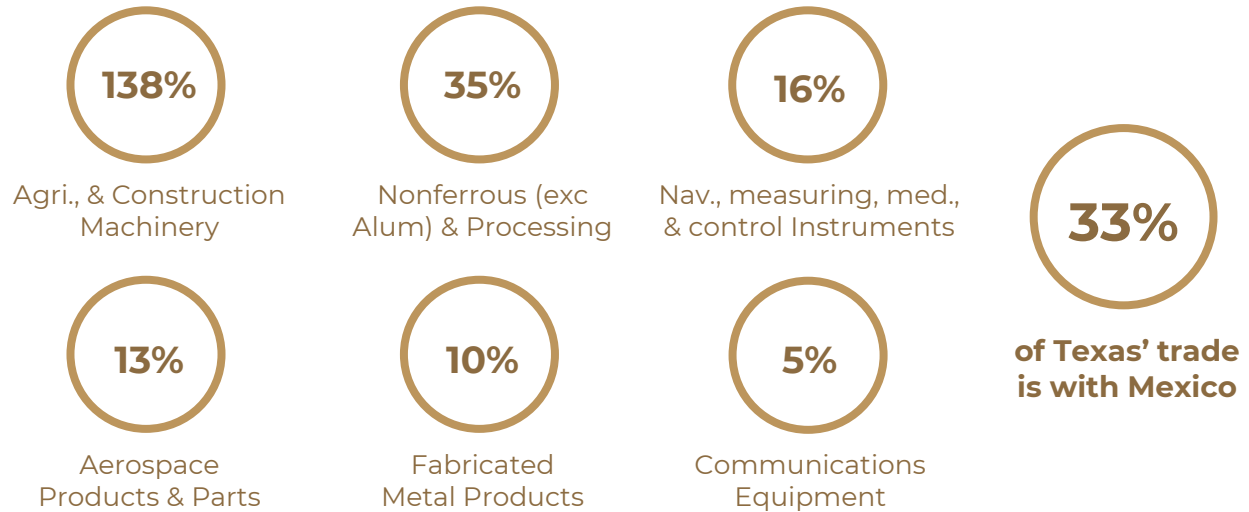 138%
Agri., & Construction
Machinery
35%
Nonferrous (exc
Alum) & Processing
16%
Nav., measuring, med.,
& control Instruments
13%
Aerospace
Products & Parts
10%
Fabricated
Metal Products
5%
Communications
Equipment
33%
of Texas’ trade
is with Mexico